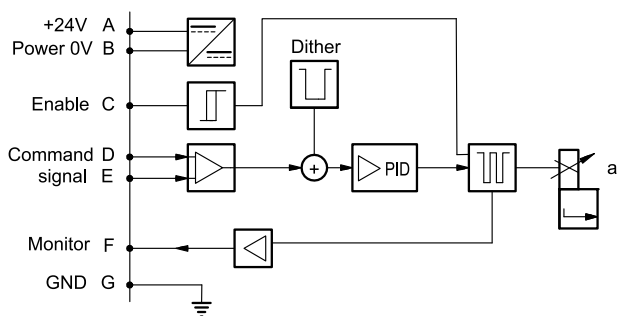 +24V A
Power 0V B
Dither
Enable C
Command D
signal E
+
PID
a
Monitor F
GND G